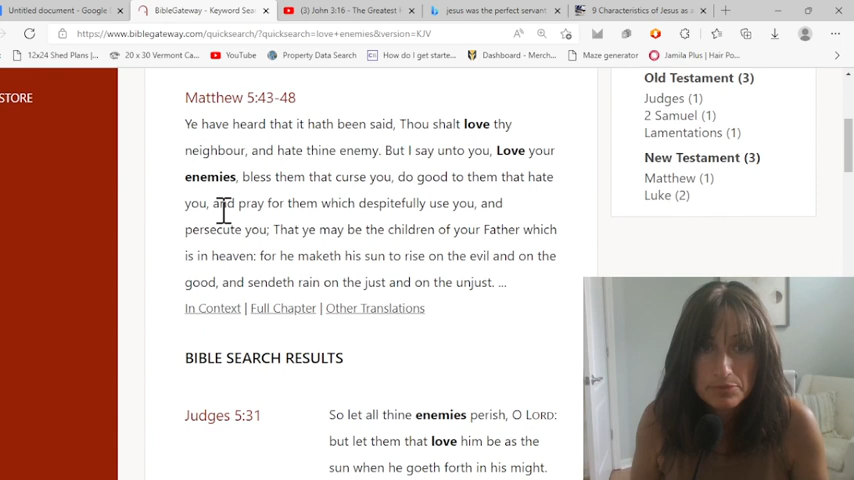 Untitled document - Google
BibleGateway - Keyword Sea
(3) John 3:16 - The Greatest H
jesus was the perfect servant
9 Characteristics of Jesus as a
https://www.biblegateway.com/quicksearch/?quicksearch=love+enemies&version=KJV
12x24 Shed Plans |...
20 x 30 Vermont Ca...
YouTube
Property Data Search
How do I get starte...
Dashboard - Merch...
Maze generator
Jamila Plus | Hair Po...
STORE
Matthew 5:43-48
Ye have heard that it hath been said, Thou shalt love thy
neighbour, and hate thine enemy. But I say unto you, Love your
enemies, bless them that curse you, do good to them that hate
you, and pray for them which despitefully use you, and
persecute you; That ye may be the children of your Father which
is in heaven: for he maketh his sun to rise on the evil and on the
good, and sendeth rain on the just and on the unjust. ...
In Context | Full Chapter | Other Translations
BIBLE SEARCH RESULTS
Judges 5:31
So let all thine enemies perish, O LORD:
but let them that love him be as the
sun when he goeth forth in his might.
Old Testament (3)
Judges (1)
2 Samuel (1)
Lamentations (1)
New Testament (3)
Matthew (1)
Luke (2)